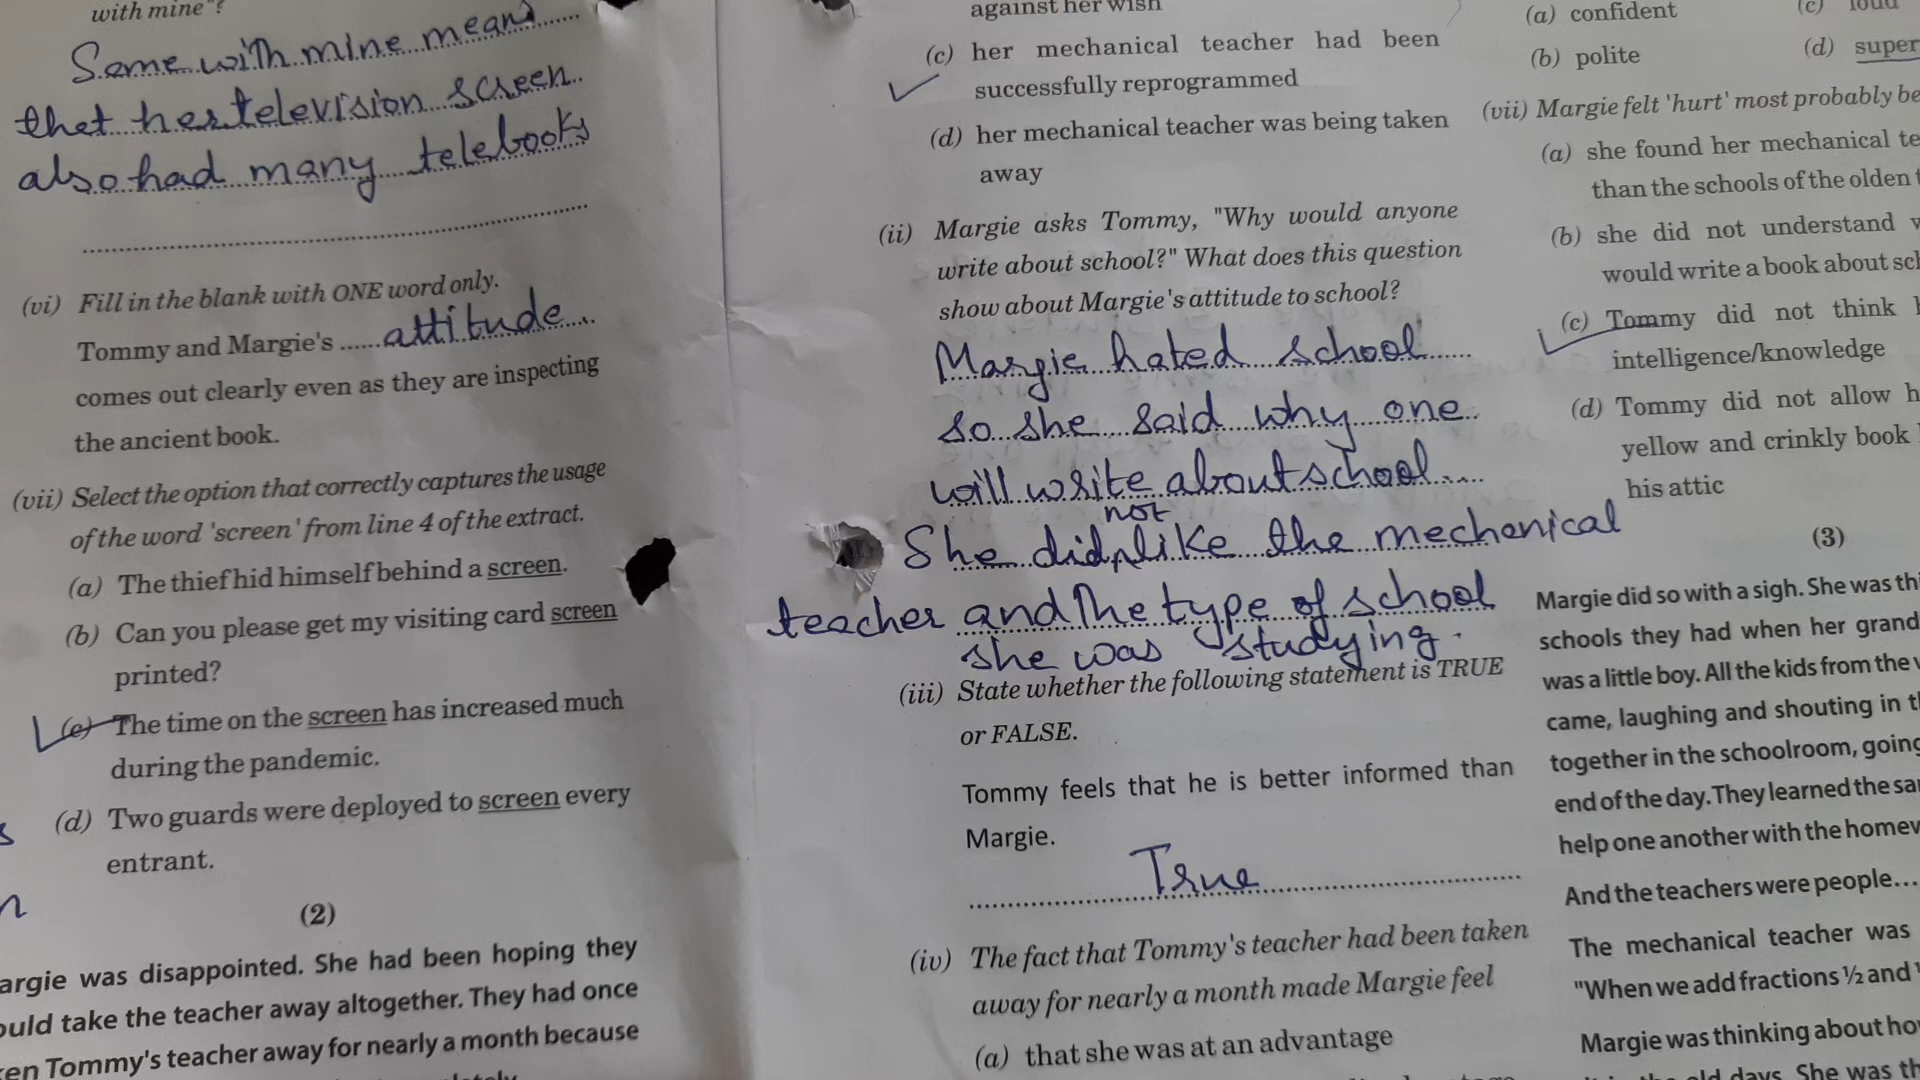 with mine"?
Same with mine mean
that her television screen
also had many telebooks
(vi) Fill in the blank with ONE word only.
Tommy and Margie's ...... attitude
comes out clearly even as they are inspecting
the ancient book.
(vii) Select the option that correctly captures the usage
of the word 'screen' from line 4 of the extract.
(a) The thief hid himself behind a screen.
(b) Can you please get my visiting card screen
printed?
(c) The time on the screen has increased much
during the pandemic.
(d) Two guards were deployed to screen every
entrant.
(2)
argie was disappointed. She had been hoping they
ould take the teacher away altogether. They had once
en Tommy's teacher away for nearly a month because
against her wish
(c) her mechanical teacher had been
successfully reprogrammed
(d) her mechanical teacher was being taken
away
(ii) Margie asks Tommy, "Why would anyone
write about school?" What does this question
show about Margie's attitude to school?
Margie hated school
so she said why one
will write about school
not
She did like the mechenical
teacher and the type of school
she was studying.
(iii) State whether the following statement is TRUE
or FALSE.
Tommy feels that he is better informed than
Margie.
True
(iv) The fact that Tommy's teacher had been taken
away for nearly a month made Margie feel
(a) that she was at an advantage
(a) confident (c) loud
(b) polite (d) super
(vii) Margie felt 'hurt' most probably be
(a) she found her mechanical te
than the schools of the olden t
(b) she did not understand
would write a book about sch
(c) Tommy did not think
intelligence/knowledge
(d) Tommy did not allow h
yellow and crinkly book
his attic
(3)
Margie did so with a sigh. She was thi
schools they had when her grand
was a little boy. All the kids from the
came, laughing and shouting in t
together in the schoolroom, going
end of the day. They learned the sa
help one another with the homew
And the teachers were people...
The mechanical teacher was
"When we add fractions ½ and
Margie was thinking about ho
old days. She was th